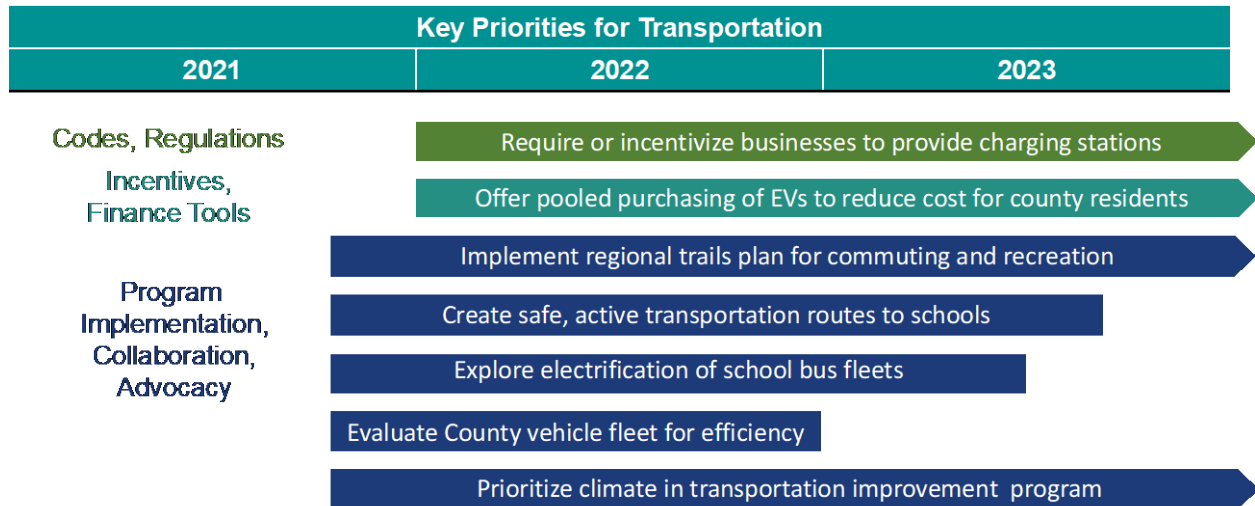 Key Priorities for Transportation
2021 2022 2023
Codes, Regulations
Require or incentivize businesses to provide charging stations
Incentives,
Finance Tools
Offer pooled purchasing of EVs to reduce cost for county residents
Program
Implementation,
Collaboration,
Advocacy
Implement regional trails plan for commuting and recreation
Create safe, active transportation routes to schools
Explore electrification of school bus fleets
Evaluate County vehicle fleet for efficiency
Prioritize climate in transportation improvement program